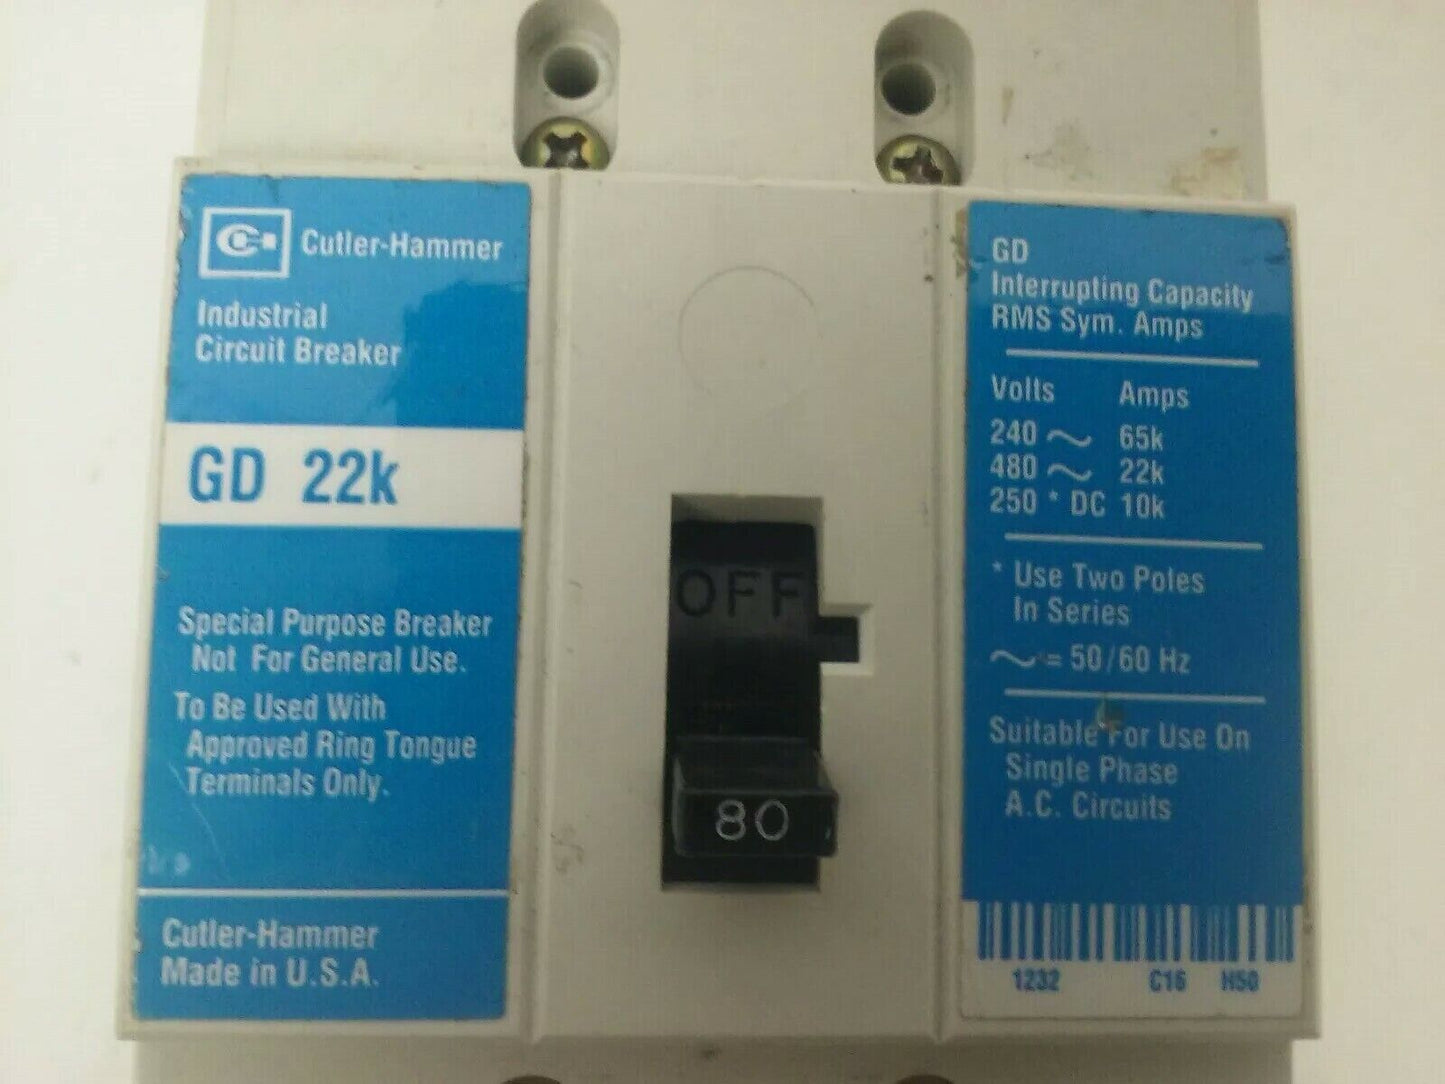 Cutler-Hammer
Industrial
Circuit Breaker
GD 22k
Special Purpose Breaker
Not For General Use.
To Be Used With
Approved Ring Tongue
Terminals Only.
Cutler-Hammer
Made in U.S.A.
OFF
80
GD
Interrupting Capacity
RMS Sym. Amps
Volts Amps
240 ~ 65k
480 ~ 22k
250 * DC 10k
* Use Two Poles
In Series
~ = 50/60 Hz
Suitable For Use On
Single Phase
A.C. Circuits
1232 C16 H50